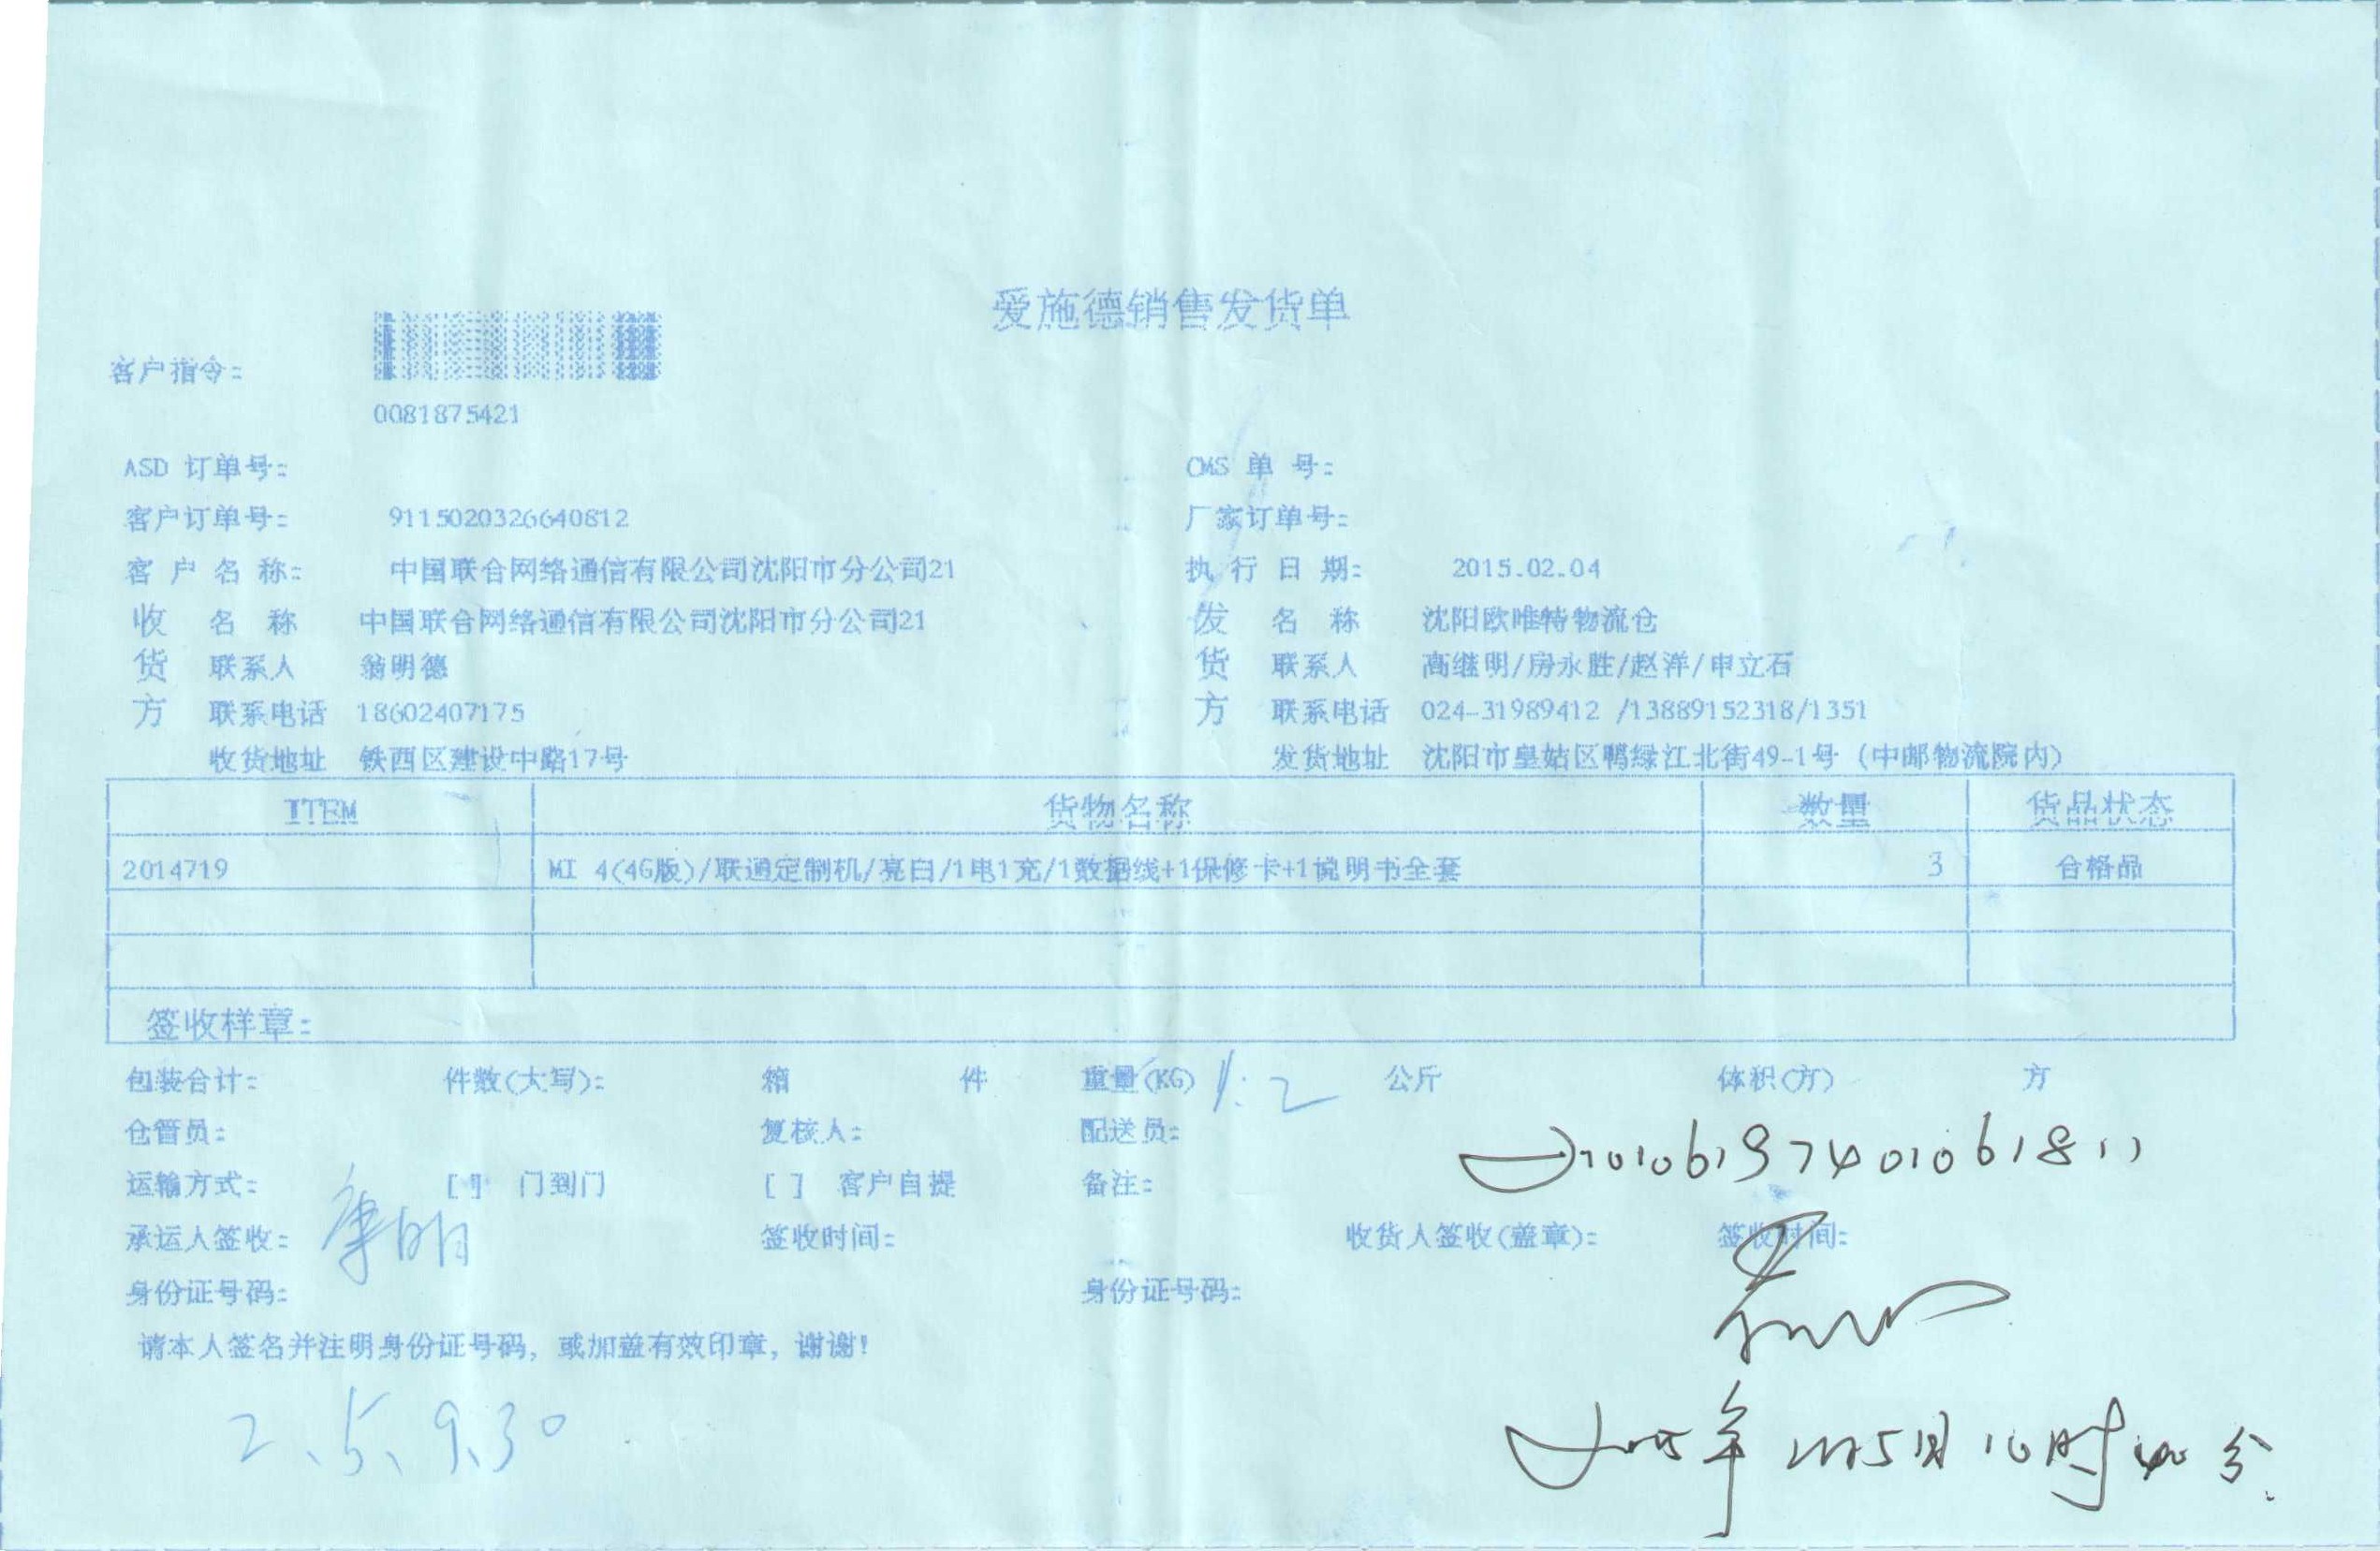 爱施德销售发货单
客户指令:
0081875421
ASD 订单号: CMS 单 号:
客户订单号: 9115020326640812 厂家订单号:
客 户 名 称: 中国联合网络通信有限公司沈阳市分公司21 执 行 日 期: 2015.02.04
收 名 称 中国联合网络通信有限公司沈阳市分公司21 发 名 称 沈阳欧唯特物流仓
货 联系人 翁明德 货 联系人 高继明/房永胜/赵洋/申立石
方 联系电话 18602407175 方 联系电话 024-31989412 /13889152318/1351
收货地址 铁西区建设中路17号 发货地址 沈阳市皇姑区鸭绿江北街49-1号 (中邮物流院内)
ITEM 货物名称 数量 货品状态
2014719 MI 4(4G版)/联通定制机/亮白/1电1充/1数据线+1保修卡+1说明书全套 3 合格品
签收样章:
包装合计: 件数(大写): 箱 件 重量(KG) 1.2 公斤 体积(方) 方
仓管员: 复核人: 配送员:
210106197401061811
运输方式: [ ] 门到门 [ ] 客户自提 备注:
承运人签收: 签收时间: 收货人签收(盖章): 签收时间:
身份证号码: 身份证号码:
请本人签名并注明身份证号码, 或加盖有效印章, 谢谢!
2、5、9.30
2015年2月5日10时40分